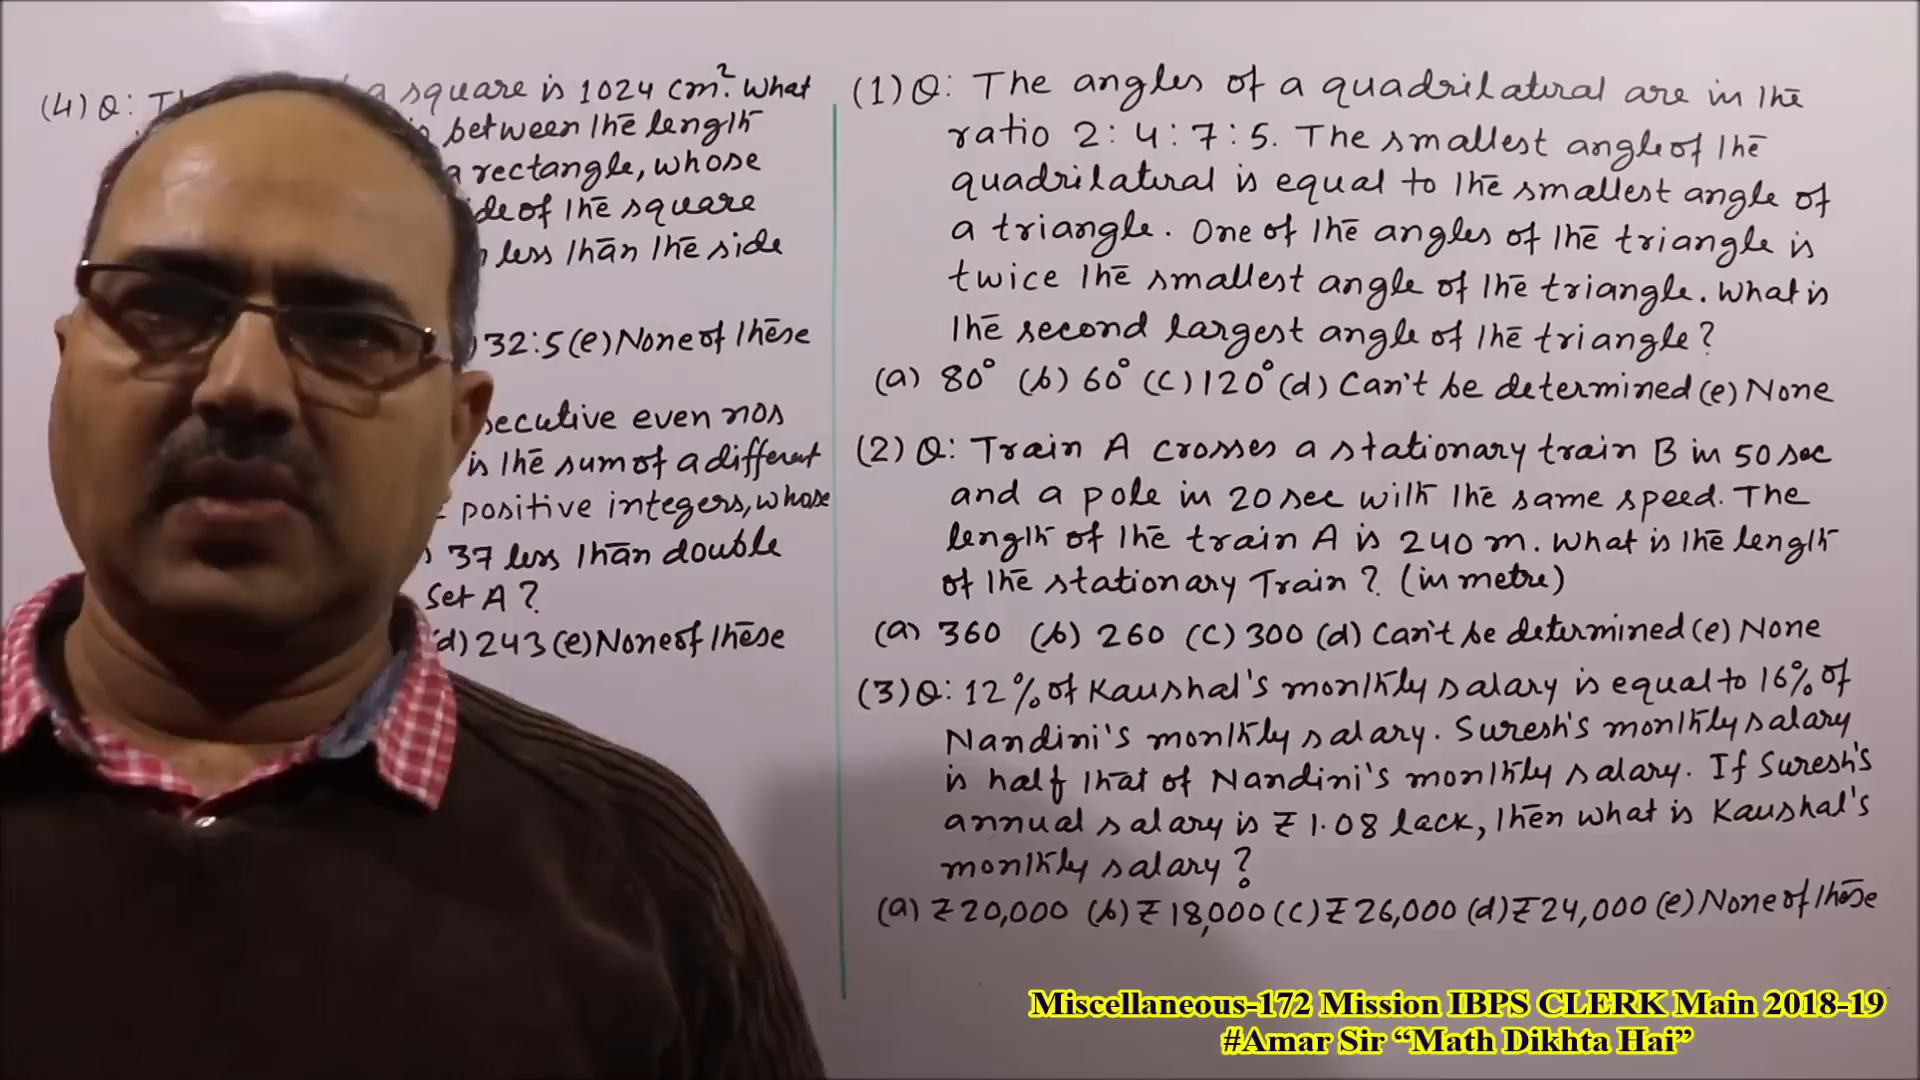 (4) Q: a square is 1024 cm². What
between the length
a rectangle, whose
side of the square
less than the side
32:5 (e) None of these
even nos
is the sum of a different
positive integers, whose
37 less than double
Set A?
(d) 243 (e) None of these
(1) Q: The angles of a quadrilateral are in the
ratio 2:4:7:5. The smallest angle of the
quadrilateral is equal to the smallest angle of
a triangle. One of the angles of the triangle is
twice the smallest angle of the triangle. What is
the second largest angle of the triangle?
(a) 80° (b) 60° (c) 120° (d) Can't be determined (e) None
(2) Q: Train A crosses a stationary train B in 50 sec
and a pole in 20 sec with the same speed. The
length of the train A is 240 m. What is the length
of the stationary Train? (in metre)
(a) 360 (b) 260 (c) 300 (d) Can't be determined (e) None
(3) Q: 12% of Kaushal's monthly salary is equal to 16% of
Nandini's monthly salary. Suresh's monthly salary
is half that of Nandini's monthly salary. If Suresh's
annual salary is ₹ 1.08 lack, then what is Kaushal's
monthly salary?
(a) ₹ 20,000 (b) ₹ 18,000 (c) ₹ 26,000 (d) ₹ 24,000 (e) None of these
Miscellaneous-172 Mission IBPS CLERK Main 2018-19
#Amar Sir “Math Dikhta Hai”